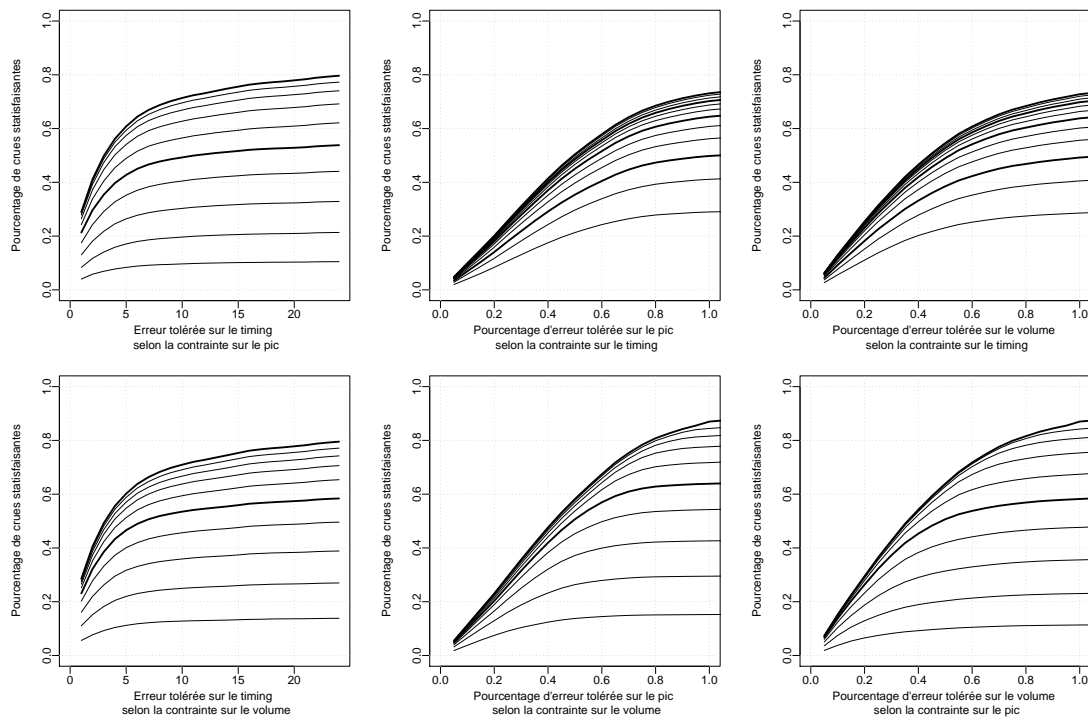 1.0
0.8
0.6
0.4
0.2
0.0
Pourcentage de crues statisfaisantes
0 5 10 15 20
Erreur tolérée sur le timing
selon la contrainte sur le pic
1.0
0.8
0.6
0.4
0.2
0.0
Pourcentage de crues statisfaisantes
0.0 0.2 0.4 0.6 0.8 1.0
Pourcentage d'erreur tolérée sur le pic
selon la contrainte sur le timing
1.0
0.8
0.6
0.4
0.2
0.0
Pourcentage de crues statisfaisantes
0.0 0.2 0.4 0.6 0.8 1.0
Pourcentage d'erreur tolérée sur le volume
selon la contrainte sur le timing
1.0
0.8
0.6
0.4
0.2
0.0
Pourcentage de crues statisfaisantes
0 5 10 15 20
Erreur tolérée sur le timing
selon la contrainte sur le volume
1.0
0.8
0.6
0.4
0.2
0.0
Pourcentage de crues statisfaisantes
0.0 0.2 0.4 0.6 0.8 1.0
Pourcentage d'erreur tolérée sur le pic
selon la contrainte sur le volume
1.0
0.8
0.6
0.4
0.2
0.0
Pourcentage de crues statisfaisantes
0.0 0.2 0.4 0.6 0.8 1.0
Pourcentage d'erreur tolérée sur le volume
selon la contrainte sur le pic